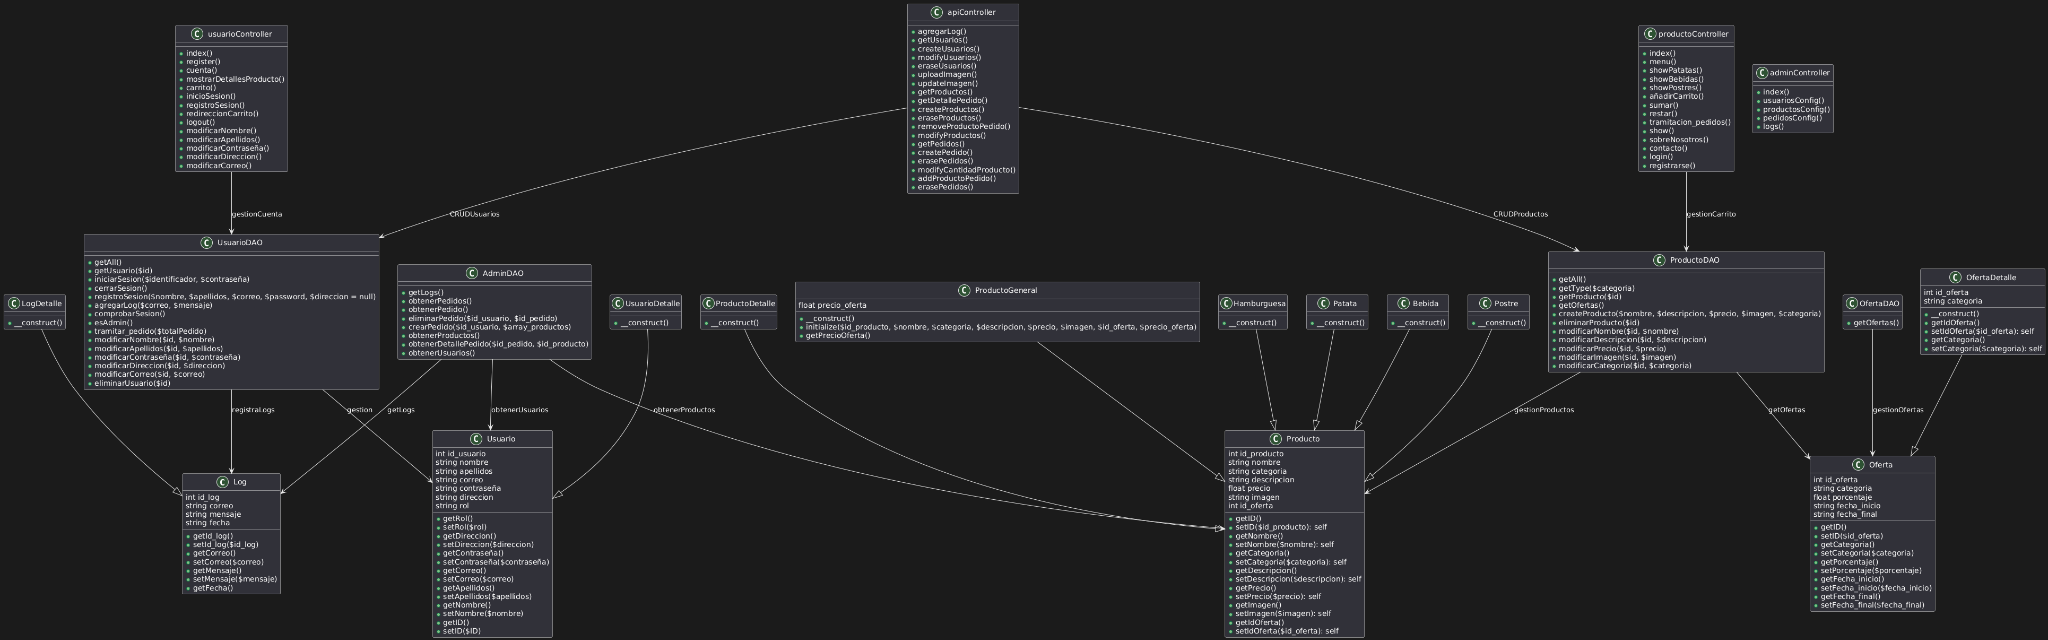 usuarioController
index()
register()
cuenta()
mostrarDetallesProducto()
carrito()
inicioSesion()
registroSesion()
redireccionCarrito()
logout()
modificarNombre()
modificarApellidos()
modificarContraseña()
modificarDireccion()
modificarCorreo()
apiController
agregarLog()
getUsuarios()
createUsuarios()
modifyUsuarios()
eraseUsuarios()
uploadImagen()
updateImagen()
getProductos()
getDetallePedido()
createProductos()
eraseProductos()
removeProductoPedido()
modifyProductos()
getPedidos()
createPedido()
erasePedidos()
modifyCantidadProducto()
addProductoPedido()
erasePedidos()
productoController
index()
menu()
showPatatas()
showBebidas()
showPostres()
añadirCarrito()
sumar()
restar()
tramitacion_pedidos()
show()
sobreNosotros()
contacto()
login()
registrarse()
adminController
index()
usuariosConfig()
productosConfig()
pedidosConfig()
logs()
gestionCuenta
CRUDUsuarios
CRUDProductos
gestionCarrito
LogDetalle
__construct()
UsuarioDAO
getAll()
getUsuario($id)
iniciarSesion($identificador, $contraseña)
cerrarSesion()
registroSesion($nombre, $apellidos, $correo, $password, $direccion = null)
agregarLog($correo, $mensaje)
comprobarSesion()
esAdmin()
tramitar_pedido($totalPedido)
modificarNombre($id, $nombre)
modificarApellidos($id, $apellidos)
modificarContraseña($id, $contraseña)
modificarDireccion($id, $direccion)
modificarCorreo($id, $correo)
eliminarUsuario($id)
AdminDAO
getLogs()
obtenerPedidos()
obtenerPedido()
eliminarPedido($id_usuario, $id_pedido)
crearPedido($id_usuario, $array_productos)
obtenerProductos()
obtenerDetallePedido($id_pedido, $id_producto)
obtenerUsuarios()
UsuarioDetalle
__construct()
ProductoDetalle
__construct()
ProductoGeneral
float precio_oferta
__construct()
initialize($id_producto, $nombre, $categoria, $descripcion, $precio, $imagen, $id_oferta, $precio_oferta)
getPrecioOferta()
Hamburguesa
__construct()
Patata
__construct()
Bebida
__construct()
Postre
__construct()
ProductoDAO
getAll()
getType($categoria)
getProducto($id)
getOfertas()
createProducto($nombre, $descripcion, $precio, $imagen, $categoria)
eliminarProducto($id)
modificarNombre($id, $nombre)
modificarDescripcion($id, $descripcion)
modificarPrecio($id, $precio)
modificarImagen($id, $imagen)
modificarCategoria($id, $categoria)
OfertaDAO
getOfertas()
OfertaDetalle
int id_oferta
string categoria
__construct()
getIdOferta()
setIdOferta($id_oferta): self
getCategoria()
setCategoria($categoria): self
registraLogs
gestion
getLogs
obtenerUsuarios
obtenerProductos
gestionProductos
getOfertas
gestionOfertas
Log
int id_log
string correo
string mensaje
string fecha
getId_log()
setId_log($id_log)
getCorreo()
setCorreo($correo)
getMensaje()
setMensaje($mensaje)
getFecha()
Usuario
int id_usuario
string nombre
string apellidos
string correo
string contraseña
string direccion
string rol
getRol()
setRol($rol)
getDireccion()
setDireccion($direccion)
getContraseña()
setContraseña($contraseña)
getCorreo()
setCorreo($correo)
getApellidos()
setApellidos($apellidos)
getNombre()
setNombre($nombre)
getID()
setID($ID)
Producto
int id_producto
string nombre
string categoria
string descripcion
float precio
string imagen
int id_oferta
getID()
setID($id_producto): self
getNombre()
setNombre($nombre): self
getCategoria()
setCategoria($categoria): self
getDescripcion()
setDescripcion($descripcion): self
getPrecio()
setPrecio($precio): self
getImagen()
setImagen($imagen): self
getIdOferta()
setIdOferta($id_oferta): self
Oferta
int id_oferta
string categoria
float porcentaje
string fecha_inicio
string fecha_final
getID()
setID($id_oferta)
getCategoria()
setCategoria($categoria)
getPorcentaje()
setPorcentaje($porcentaje)
getFecha_inicio()
setFecha_inicio($fecha_inicio)
getFecha_final()
setFecha_final($fecha_final)